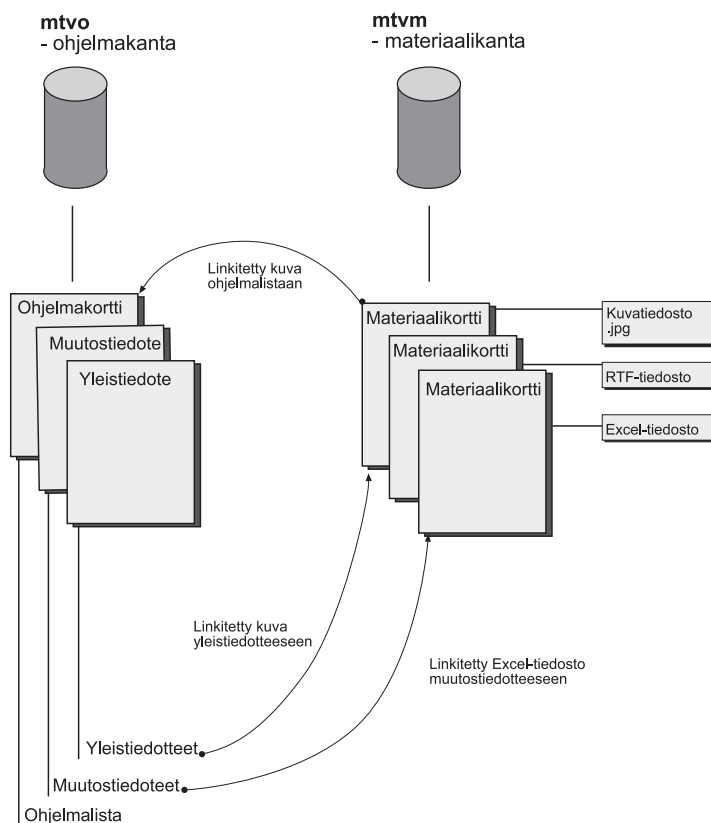 mtvo
- ohjelmakanta
mtvm
- materiaalikanta
Linkitetty kuva
ohjelmalistaan
Ohjelmakortti
Muutostiedote
Yleistiedote
Materiaalikortti
Materiaalikortti
Materiaalikortti
Kuvatiedosto
.jpg
RTF-tiedosto
Excel-tiedosto
Linkitetty kuva
yleistiedotteeseen
Linkitetty Excel-tiedosto
muutostiedotteeseen
Yleistiedotteet
Muutostiedoteet
Ohjelmalista